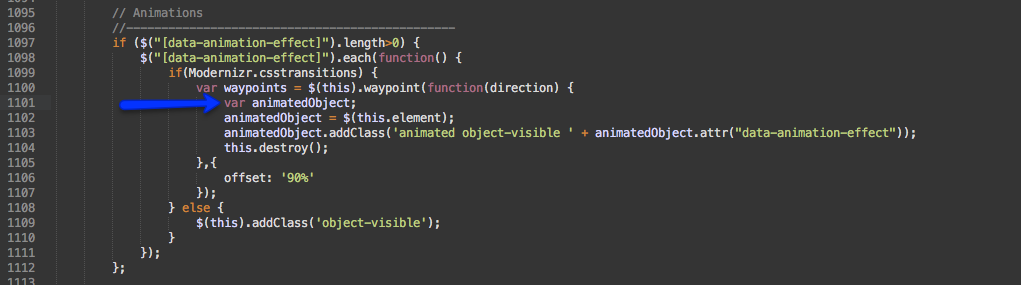 1095 // Animations
1096 //-----------------------------------------------
1097 if ($("[data-animation-effect]").length>0) {
1098 $("[data-animation-effect]").each(function() {
1099 if(Modernizr.csstransitions) {
1100 var waypoints = $(this).waypoint(function(direction) {
1101 var animatedObject;
1102 animatedObject = $(this.element);
1103 animatedObject.addClass('animated object-visible ' + animatedObject.attr("data-animation-effect"));
1104 this.destroy();
1105 },{
1106 offset: '90%'
1107 });
1108 } else {
1109 $(this).addClass('object-visible');
1110 }
1111 });
1112 };
1113